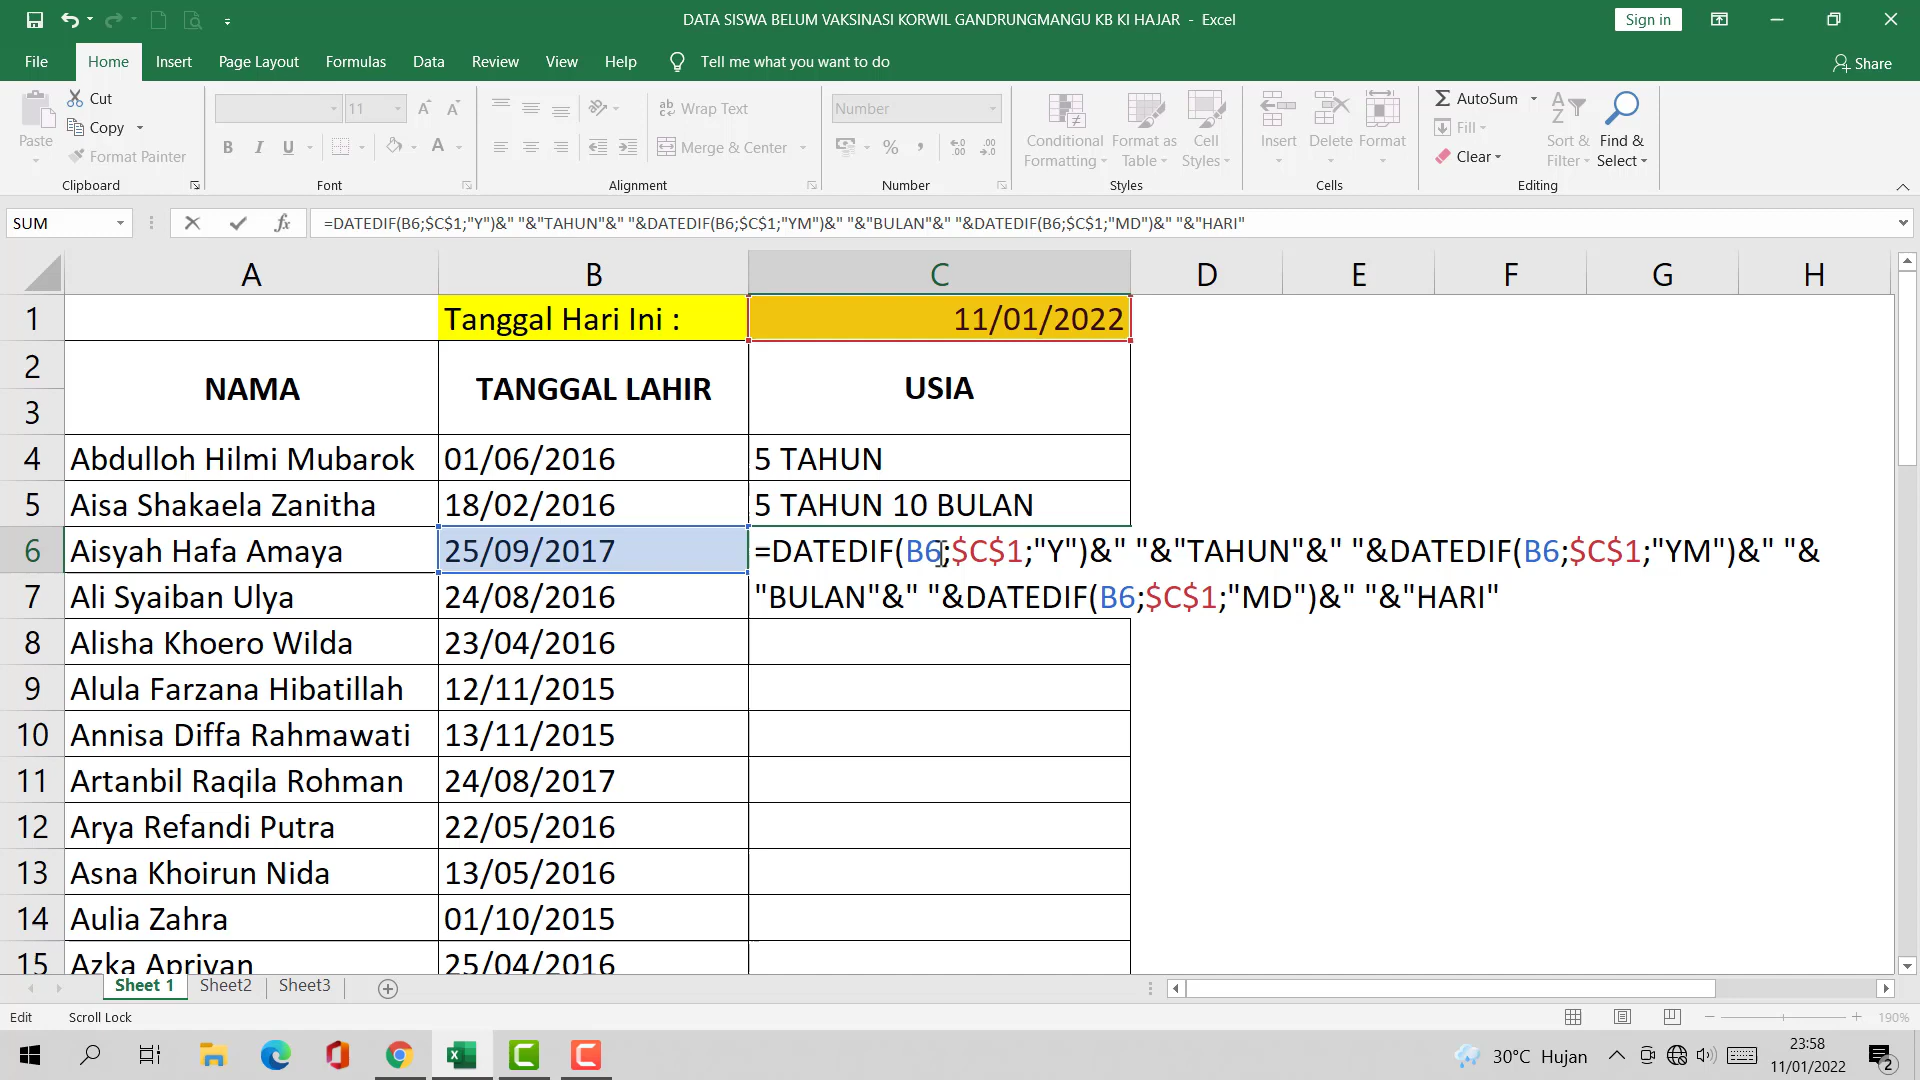 DATA SISWA BELUM VAKSINASI KORWIL GANDRUNGMANGU KB KI HAJAR - Excel
Sign in
File Home Insert Page Layout Formulas Data Review View Help Tell me what you want to do
Share
Paste
Cut
Copy
Format Painter
Clipboard
11
Font
Wrap Text
Merge & Center
Alignment
Number
Number
Conditional Formatting
Format as Table
Cell Styles
Styles
Insert
Delete
Format
Cells
AutoSum
Fill
Clear
Sort & Filter
Find & Select
Editing
SUM
=DATEDIF(B6;$C$1;"Y")&" "&"TAHUN"&" "&DATEDIF(B6;$C$1;"YM")&" "&"BULAN"&" "&DATEDIF(B6;$C$1;"MD")&" "&"HARI"
A B C D E F G H
1 Tanggal Hari Ini : 11/01/2022
2
3
NAMA TANGGAL LAHIR USIA
4 Abdulloh Hilmi Mubarok 01/06/2016 5 TAHUN
5 Aisa Shakaela Zanitha 18/02/2016 5 TAHUN 10 BULAN
6 Aisyah Hafa Amaya 25/09/2017 =DATEDIF(B6;$C$1;"Y")&" "&"TAHUN"&" "&DATEDIF(B6;$C$1;"YM")&" "&
7 Ali Syaiban Ulya 24/08/2016 "BULAN"&" "&DATEDIF(B6;$C$1;"MD")&" "&"HARI"
8 Alisha Khoero Wilda 23/04/2016
9 Alula Farzana Hibatillah 12/11/2015
10 Annisa Diffa Rahmawati 13/11/2015
11 Artanbil Raqila Rohman 24/08/2017
12 Arya Refandi Putra 22/05/2016
13 Asna Khoirun Nida 13/05/2016
14 Aulia Zahra 01/10/2015
15 Azka Apriyan 25/04/2016
Sheet 1 Sheet2 Sheet3
Edit Scroll Lock
190%
30°C Hujan
23:58
11/01/2022
2